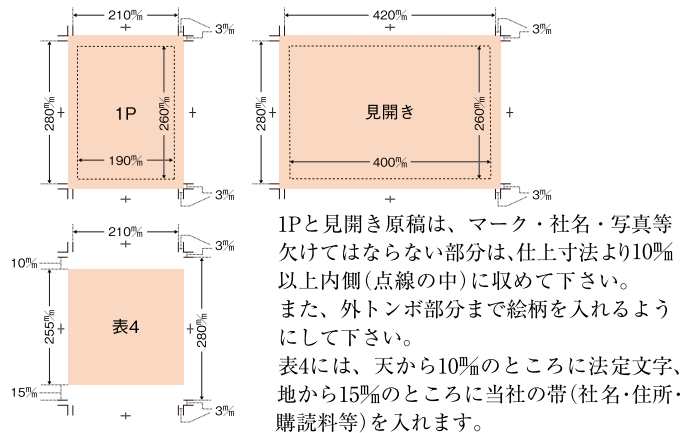 210㎜
3㎜
280㎜
1P
260㎜
190㎜
3㎜
420㎜
3㎜
280㎜
見開き
260㎜
400㎜
3㎜
210㎜
3㎜
10㎜
255㎜
表4
280㎜
15㎜
3㎜
1Pと見開き原稿は、マーク・社名・写真等
欠けてはならない部分は、仕上寸法より10㎜
以上内側(点線の中)に収めて下さい。
また、外トンボ部分まで絵柄を入れるよう
にして下さい。
表4には、天から10㎜のところに法定文字、
地から15㎜のところに当社の帯(社名・住所・
購読料等)を入れます。